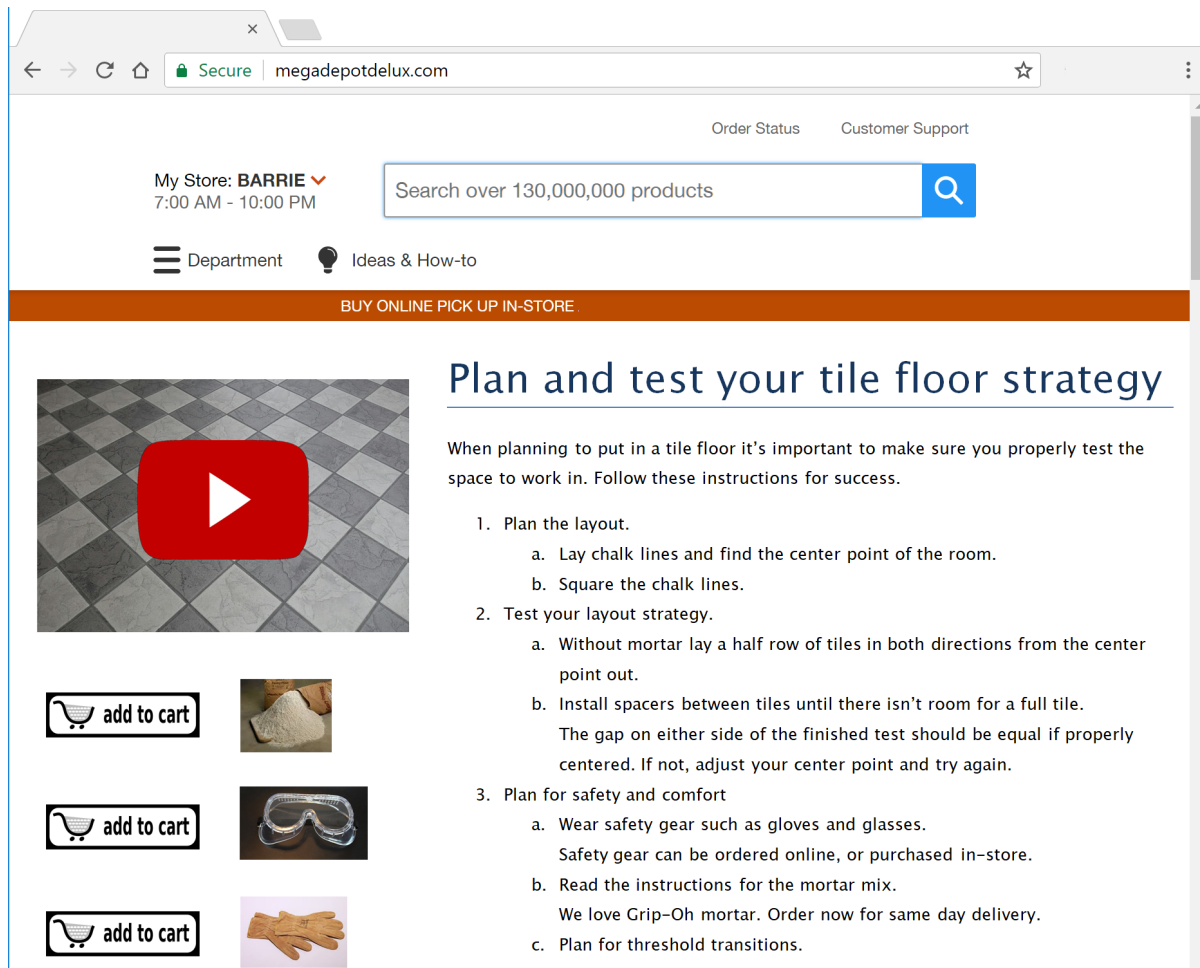 Secure megadepotdelux.com
Order Status Customer Support
My Store: BARRIE
7:00 AM - 10:00 PM
Search over 130,000,000 products
Department Ideas & How-to
BUY ONLINE PICK UP IN-STORE
Plan and test your tile floor strategy
When planning to put in a tile floor it’s important to make sure you properly test the
space to work in. Follow these instructions for success.
1. Plan the layout.
a. Lay chalk lines and find the center point of the room.
b. Square the chalk lines.
2. Test your layout strategy.
a. Without mortar lay a half row of tiles in both directions from the center
point out.
b. Install spacers between tiles until there isn’t room for a full tile.
The gap on either side of the finished test should be equal if properly
centered. If not, adjust your center point and try again.
3. Plan for safety and comfort
a. Wear safety gear such as gloves and glasses.
Safety gear can be ordered online, or purchased in-store.
b. Read the instructions for the mortar mix.
We love Grip-Oh mortar. Order now for same day delivery.
c. Plan for threshold transitions.
add to cart
add to cart
add to cart